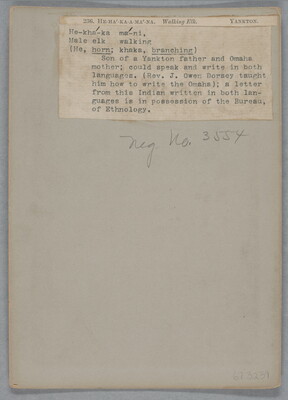 236. HE-HA'-KA-A MA'-NA. Walking Elk. YANKTON.
He-kha-ka ma-ni,
Male elk walking
(He, horn; khaka, branching)
Son of a Yankton father and Omaha
mother; could speak and write in both
languages. (Rev. J. Owen Dorsey taught
him how to write the Omaha); a letter
from this Indian written in both lan-
guages is in possession of the Bureau,
of Ethnology.
Neg No. 3554